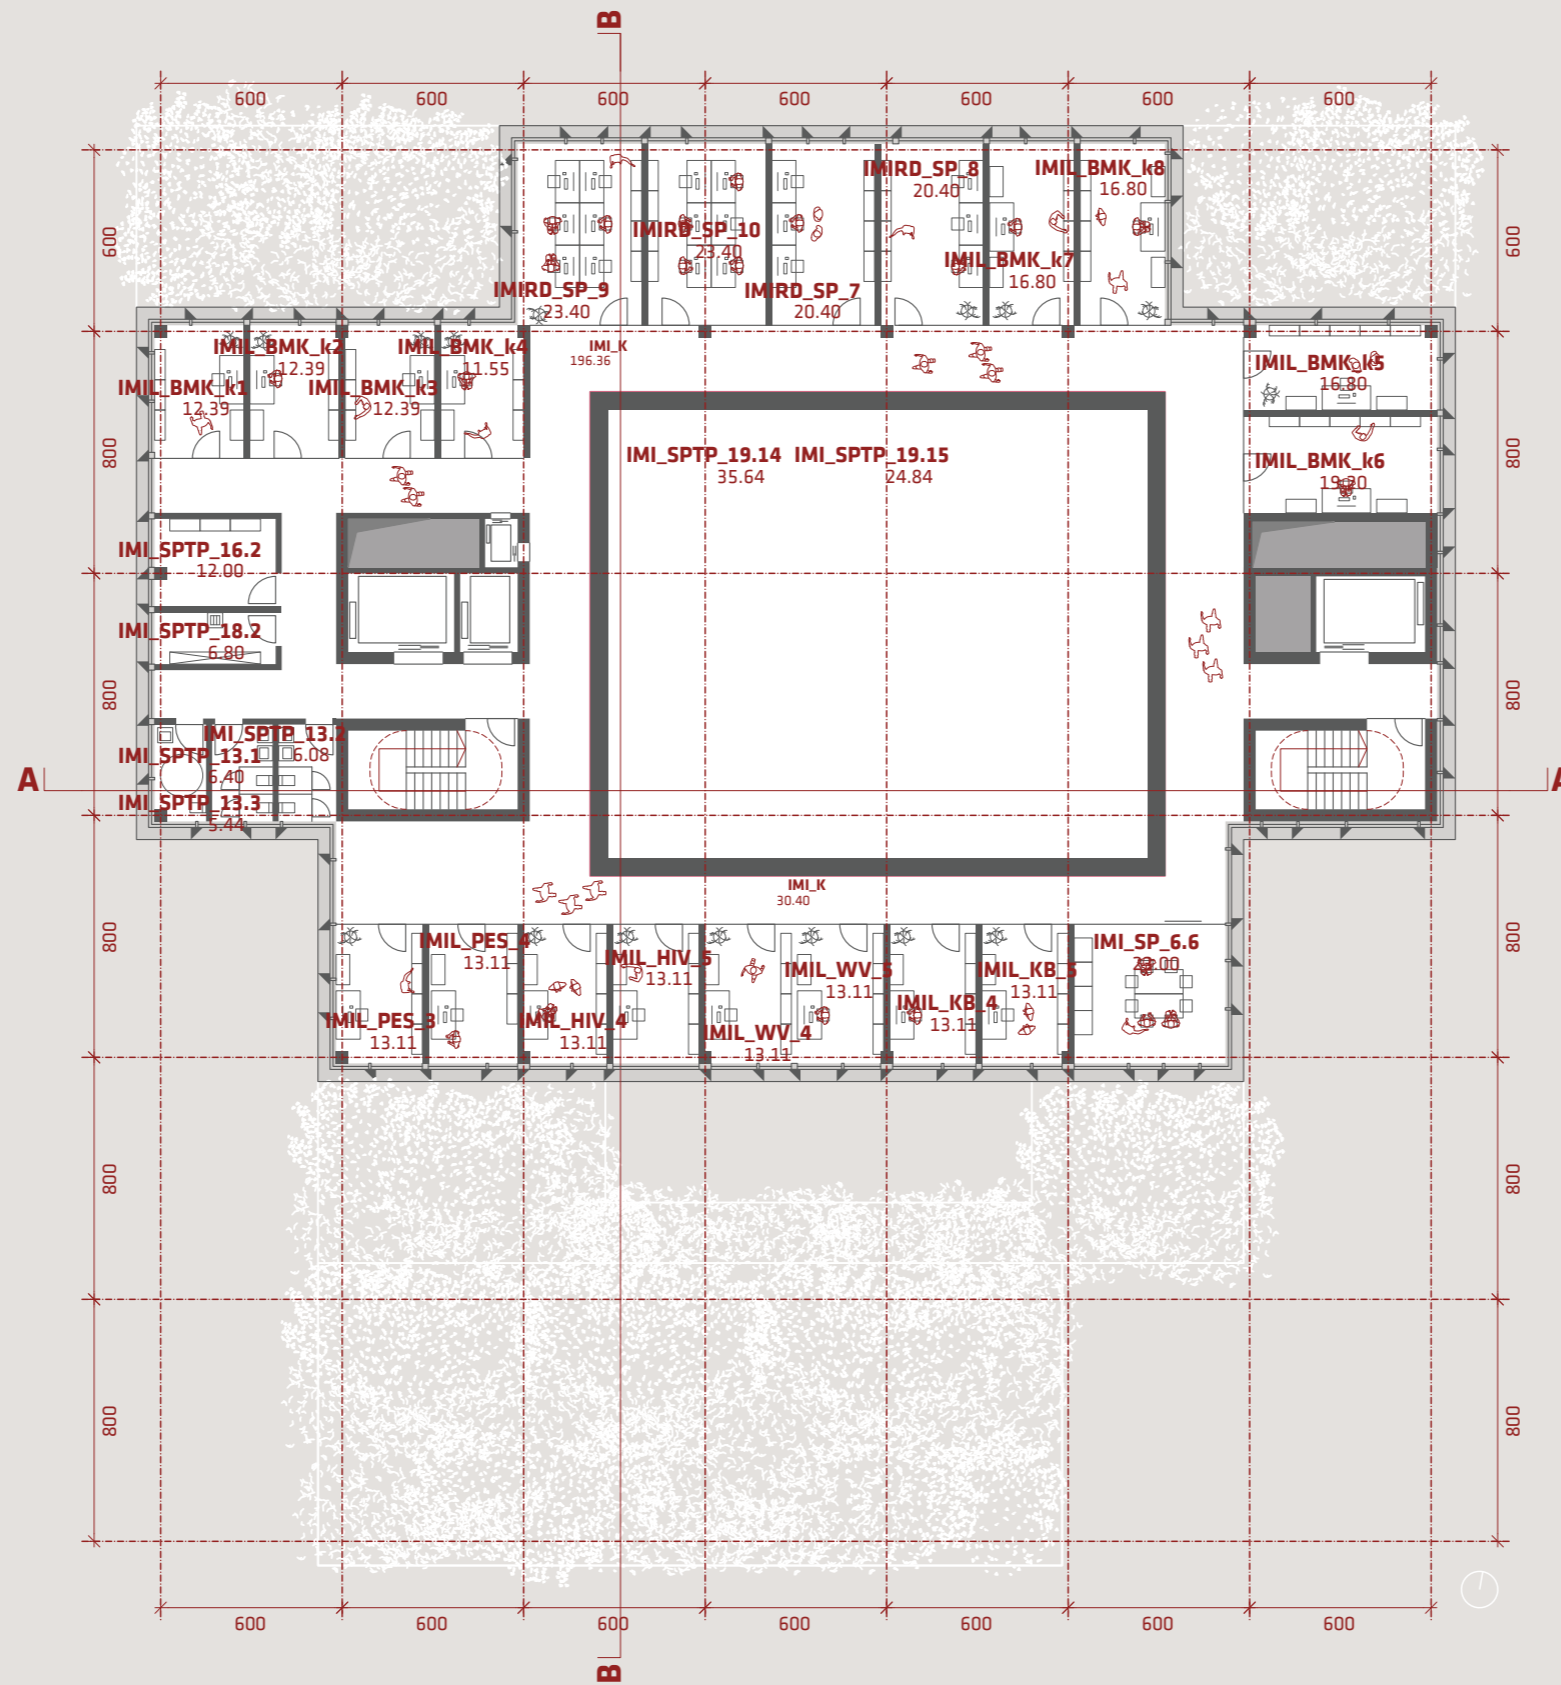 B
600 600 600 600 600 600 600
IMIRD_SP_8
20.40
IMIL_BMK_k8
16.80
600
600
IMIRD_SP_10
23.40
IMIL_BMK_k7
16.80
IMIRD_SP_9
23.40
IMIRD_SP_7
20.40
IMI_K
196.36
IMIL_BMK_k2
12.39
IMIL_BMK_k4
11.55
IMIL_BMK_k1
12.39
IMIL_BMK_k3
12.39
IMIL_BMK_k5
16.80
800
800
IMI_SPTP_19.14 IMI_SPTP_19.15
35.64 24.84
IMIL_BMK_k6
IMI_SPTP_16.2
12.00
IMI_SPTP_18.2
6.80
800
800
IMI_SPTP_13.2
6.08
IMI_SPTP_13.1
6.40
IMI_SPTP_13.3
5.44
A
A
IMI_K
30.40
800
800
IMIL_PES_4
13.11
IMIL_HIV_5
13.11
IMIL_WV_5
13.11
IMIL_KB_5
13.11
IMI_SP_6.6
IMIL_PES_3
13.11
IMIL_HIV_4
13.11
IMIL_WV_4
13.11
IMIL_KB_4
13.11
800
800
800
800
600 600 600 600 600 600 600
B